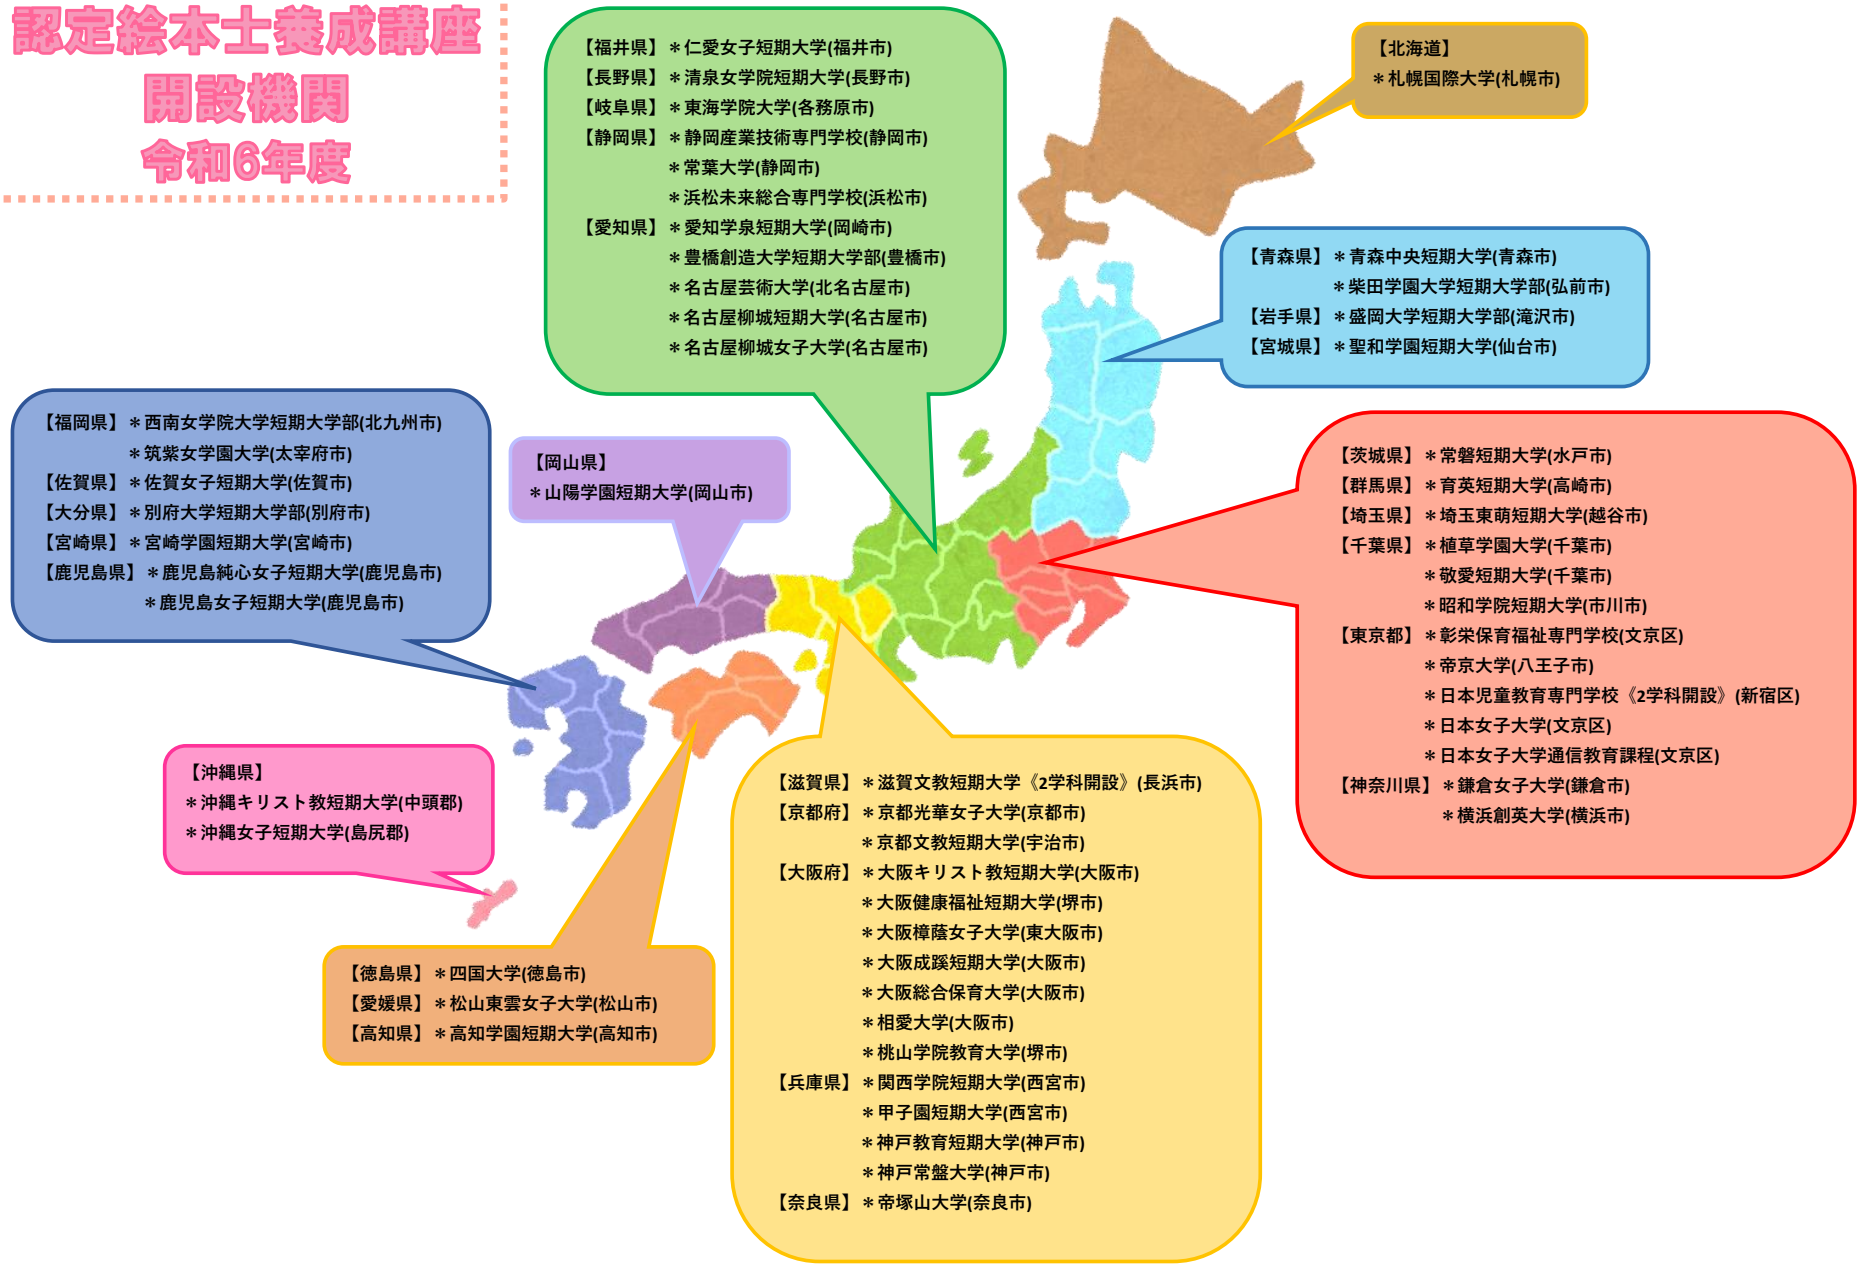 認定絵本士養成講座
開設機関
令和6年度
【福井県】＊仁愛女子短期大学(福井市)
【長野県】＊清泉女学院短期大学(長野市)
【岐阜県】＊東海学院大学(各務原市)
【静岡県】＊静岡産業技術専門学校(静岡市)
＊常葉大学(静岡市)
＊浜松未来総合専門学校(浜松市)
【愛知県】＊愛知学泉短期大学(岡崎市)
＊豊橋創造大学短期大学部(豊橋市)
＊名古屋芸術大学(北名古屋市)
＊名古屋柳城短期大学(名古屋市)
＊名古屋柳城女子大学(名古屋市)
【北海道】
＊札幌国際大学(札幌市)
【青森県】＊青森中央短期大学(青森市)
＊柴田学園大学短期大学部(弘前市)
【岩手県】＊盛岡大学短期大学部(滝沢市)
【宮城県】＊聖和学園短期大学(仙台市)
【福岡県】＊西南女学院大学短期大学部(北九州市)
＊筑紫女学園大学(太宰府市)
【佐賀県】＊佐賀女子短期大学(佐賀市)
【大分県】＊別府大学短期大学部(別府市)
【宮崎県】＊宮崎学園短期大学(宮崎市)
【鹿児島県】＊鹿児島純心女子短期大学(鹿児島市)
＊鹿児島女子短期大学(鹿児島市)
【岡山県】
＊山陽学園短期大学(岡山市)
【茨城県】＊常磐短期大学(水戸市)
【群馬県】＊育英短期大学(高崎市)
【埼玉県】＊埼玉東萌短期大学(越谷市)
【千葉県】＊植草学園大学(千葉市)
＊敬愛短期大学(千葉市)
＊昭和学院短期大学(市川市)
【東京都】＊彰栄保育福祉専門学校(文京区)
＊帝京大学(八王子市)
＊日本児童教育専門学校《2学科開設》(新宿区)
＊日本女子大学(文京区)
＊日本女子大学通信教育課程(文京区)
【神奈川県】＊鎌倉女子大学(鎌倉市)
＊横浜創英大学(横浜市)
【沖縄県】
＊沖縄キリスト教短期大学(中頭郡)
＊沖縄女子短期大学(島尻郡)
【滋賀県】＊滋賀文教短期大学《2学科開設》(長浜市)
【京都府】＊京都光華女子大学(京都市)
＊京都文教短期大学(宇治市)
【大阪府】＊大阪キリスト教短期大学(大阪市)
＊大阪健康福祉短期大学(堺市)
＊大阪樟蔭女子大学(東大阪市)
＊大阪成蹊短期大学(大阪市)
＊大阪総合保育大学(大阪市)
＊相愛大学(大阪市)
＊桃山学院教育大学(堺市)
【兵庫県】＊関西学院短期大学(西宮市)
＊甲子園短期大学(西宮市)
＊神戸教育短期大学(神戸市)
＊神戸常盤大学(神戸市)
【奈良県】＊帝塚山大学(奈良市)
【徳島県】＊四国大学(徳島市)
【愛媛県】＊松山東雲女子大学(松山市)
【高知県】＊高知学園短期大学(高知市)